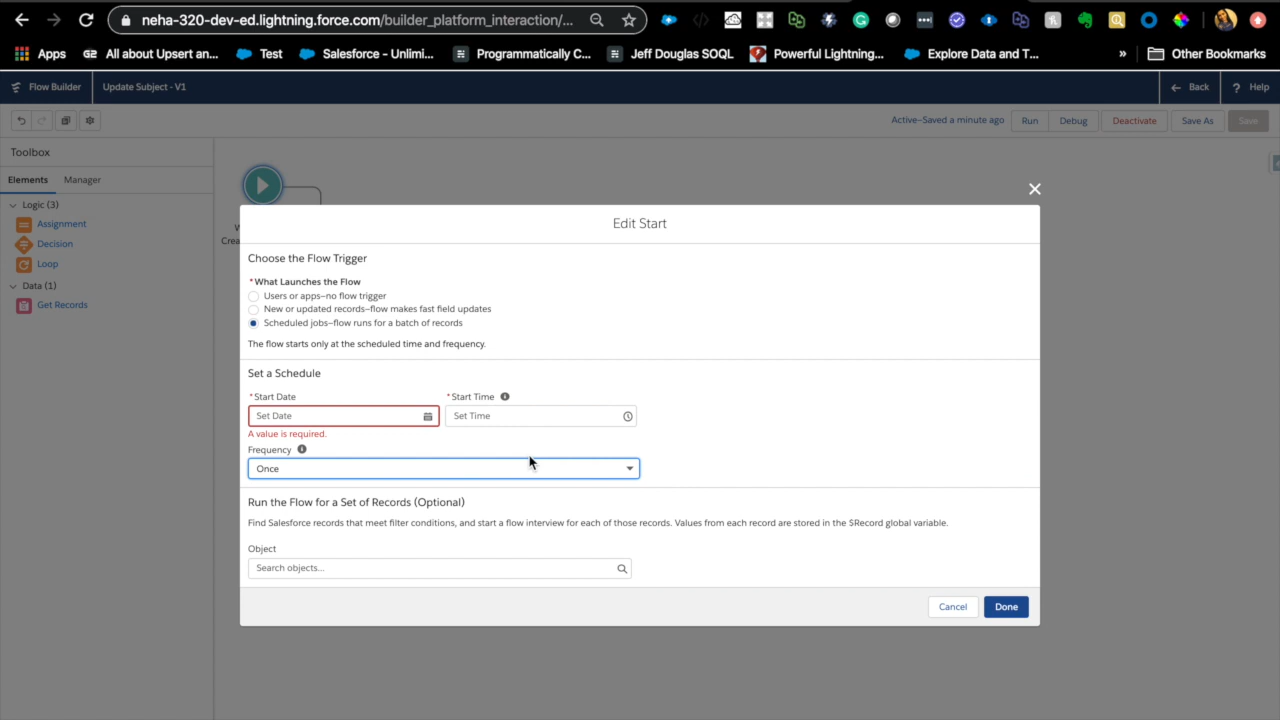 neha-320-dev-ed.lightning.force.com/builder_platform_interaction/...
Apps
All about Upsert an...
Test
Salesforce - Unlimi...
Programmatically C...
Jeff Douglas SOQL
Powerful Lightning...
Explore Data and T...
»
Other Bookmarks
Flow Builder
Update Subject - V1
Back
? Help
Active—Saved a minute ago
Run
Debug
Deactivate
Save As
Save
Toolbox
Elements
Manager
Logic (3)
Assignment
Decision
Loop
Data (1)
Get Records
W
Crea
Edit Start
Choose the Flow Trigger
*What Launches the Flow
Users or apps—no flow trigger
New or updated records—flow makes fast field updates
Scheduled jobs—flow runs for a batch of records
The flow starts only at the scheduled time and frequency.
Set a Schedule
*Start Date
*Start Time
Set Date
Set Time
A value is required.
Frequency
Once
Run the Flow for a Set of Records (Optional)
Find Salesforce records that meet filter conditions, and start a flow interview for each of those records. Values from each record are stored in the $Record global variable.
Object
Search objects...
Cancel
Done